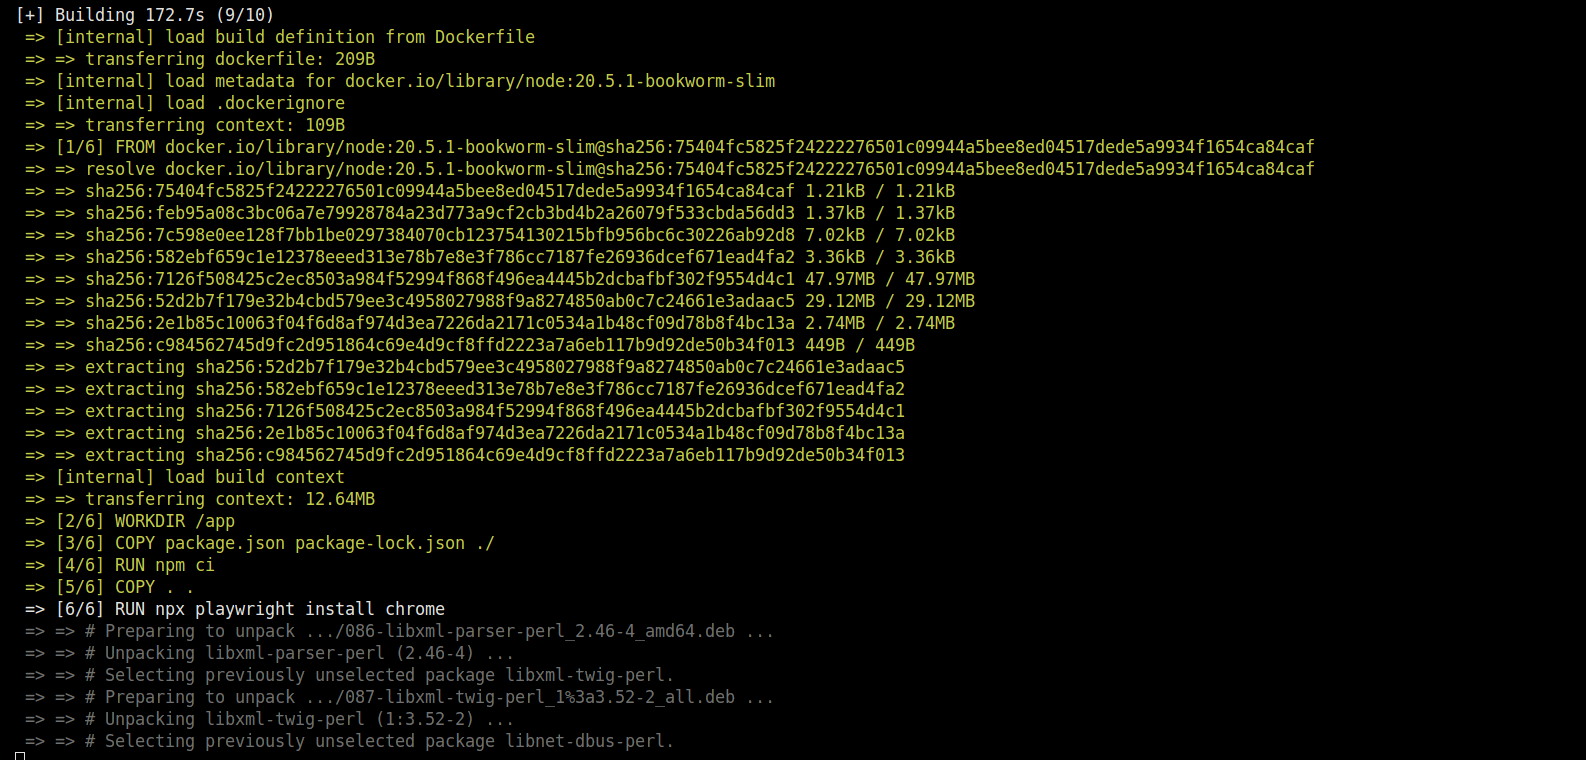 [+] Building 172.7s (9/10)
=> [internal] load build definition from Dockerfile
=> => transferring dockerfile: 209B
=> [internal] load metadata for docker.io/library/node:20.5.1-bookworm-slim
=> [internal] load .dockerignore
=> => transferring context: 109B
=> [1/6] FROM docker.io/library/node:20.5.1-bookworm-slim@sha256:75404fc5825f24222276501c09944a5bee8ed04517dede5a9934f1654ca84caf
=> => resolve docker.io/library/node:20.5.1-bookworm-slim@sha256:75404fc5825f24222276501c09944a5bee8ed04517dede5a9934f1654ca84caf
=> => sha256:75404fc5825f24222276501c09944a5bee8ed04517dede5a9934f1654ca84caf 1.21kB / 1.21kB
=> => sha256:feb95a08c3bc06a7e79928784a23d773a9cf2cb3bd4b2a26079f533cbda56dd3 1.37kB / 1.37kB
=> => sha256:7c598e0ee128f7bb1be0297384070cb123754130215bfb956bc6c30226ab92d8 7.02kB / 7.02kB
=> => sha256:582ebf659c1e12378eeed313e78b7e8e3f786cc7187fe26936dcef671ead4fa2 3.36kB / 3.36kB
=> => sha256:7126f508425c2ec8503a984f52994f868f496ea4445b2dcbafbf302f9554d4c1 47.97MB / 47.97MB
=> => sha256:52d2b7f179e32b4cbd579ee3c4958027988f9a8274850ab0c7c24661e3adaac5 29.12MB / 29.12MB
=> => sha256:2e1b85c10063f04f6d8af974d3ea7226da2171c0534a1b48cf09d78b8f4bc13a 2.74MB / 2.74MB
=> => sha256:c984562745d9fc2d951864c69e4d9cf8ffd2223a7a6eb117b9d92de50b34f013 449B / 449B
=> => extracting sha256:52d2b7f179e32b4cbd579ee3c4958027988f9a8274850ab0c7c24661e3adaac5
=> => extracting sha256:582ebf659c1e12378eeed313e78b7e8e3f786cc7187fe26936dcef671ead4fa2
=> => extracting sha256:7126f508425c2ec8503a984f52994f868f496ea4445b2dcbafbf302f9554d4c1
=> => extracting sha256:2e1b85c10063f04f6d8af974d3ea7226da2171c0534a1b48cf09d78b8f4bc13a
=> => extracting sha256:c984562745d9fc2d951864c69e4d9cf8ffd2223a7a6eb117b9d92de50b34f013
=> [internal] load build context
=> => transferring context: 12.64MB
=> [2/6] WORKDIR /app
=> [3/6] COPY package.json package-lock.json ./
=> [4/6] RUN npm ci
=> [5/6] COPY . .
=> [6/6] RUN npx playwright install chrome
=> => # Preparing to unpack .../086-libxml-parser-perl_2.46-4_amd64.deb ...
=> => # Unpacking libxml-parser-perl (2.46-4) ...
=> => # Selecting previously unselected package libxml-twig-perl.
=> => # Preparing to unpack .../087-libxml-twig-perl_1%3a3.52-2_all.deb ...
=> => # Unpacking libxml-twig-perl (1:3.52-2) ...
=> => # Selecting previously unselected package libnet-dbus-perl.